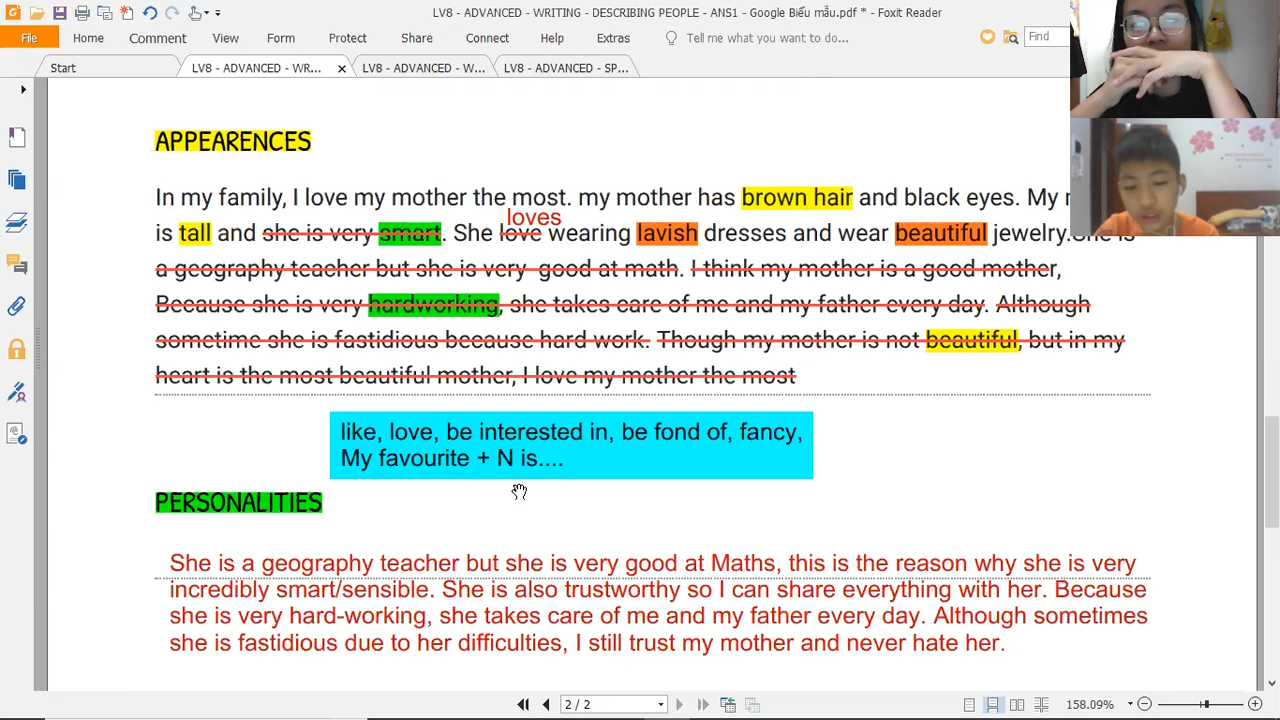 LV8 - ADVANCED - WRITING - DESCRIBING PEOPLE - ANS1 - Google Biểu mẫu.pdf * - Foxit Reader
File Home Comment View Form Protect Share Connect Help Extras Tell me what you want to do... Find
Start LV8 - ADVANCED - WR... LV8 - ADVANCED - W... LV8 - ADVANCED - SP...
APPEARENCES
In my family, I love my mother the most. my mother has brown hair and black eyes. My
loves
is tall and she is very smart. She love wearing lavish dresses and wear beautiful jewelry.She is
a geography teacher but she is very good at math. I think my mother is a good mother,
Because she is very hardworking, she takes care of me and my father every day. Although
sometime she is fastidious because hard work. Though my mother is not beautiful, but in my
heart is the most beautiful mother, I love my mother the most
like, love, be interested in, be fond of, fancy,
My favourite + N is....
PERSONALITIES
She is a geography teacher but she is very good at Maths, this is the reason why she is very
incredibly smart/sensible. She is also trustworthy so I can share everything with her. Because
she is very hard-working, she takes care of me and my father every day. Although sometimes
she is fastidious due to her difficulties, I still trust my mother and never hate her.
2 / 2 158.09%